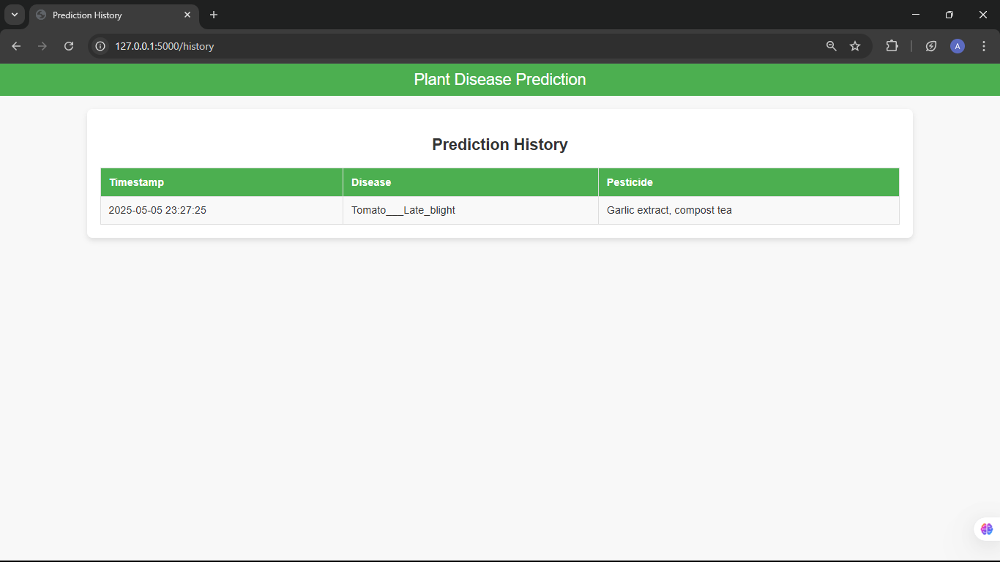 Prediction History
127.0.0.1:5000/history
A
Plant Disease Prediction
Prediction History
Timestamp Disease Pesticide
2025-05-05 23:27:25 Tomato___Late_blight Garlic extract, compost tea